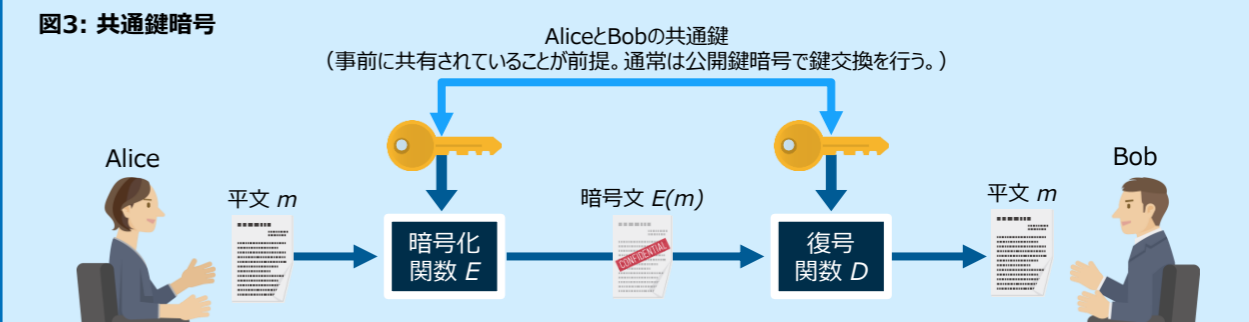 図3: 共通鍵暗号
AliceとBobの共通鍵
（事前に共有されていることが前提。通常は公開鍵暗号で鍵交換を行う。）
Alice
Bob
平文 m
暗号文 E(m)
平文 m
暗号化
関数 E
CONFIDENTIAL
復号
関数 D